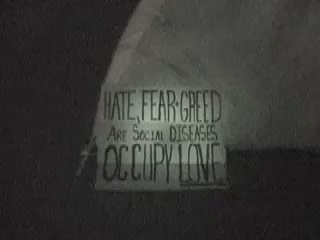 HATE, FEAR + GREED
ARE SOCIAL DISEASES
OCCUPY LOVE